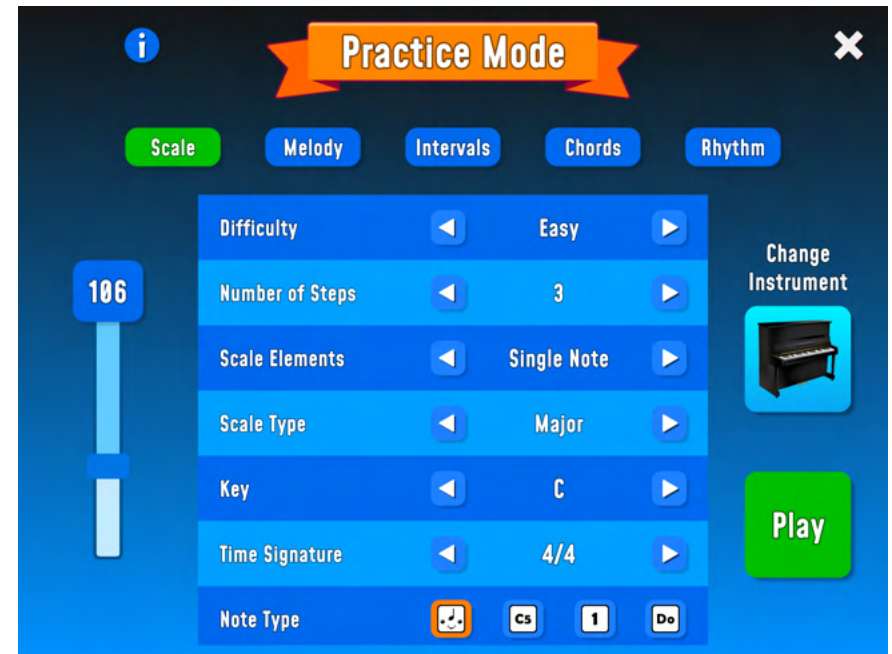 i
Practice Mode
Scale Melody Intervals Chords Rhythm
106
Difficulty Easy
Number of Steps 3
Scale Elements Single Note
Scale Type Major
Key C
Time Signature 4/4
Note Type C5 1 Do
Change
Instrument
Play